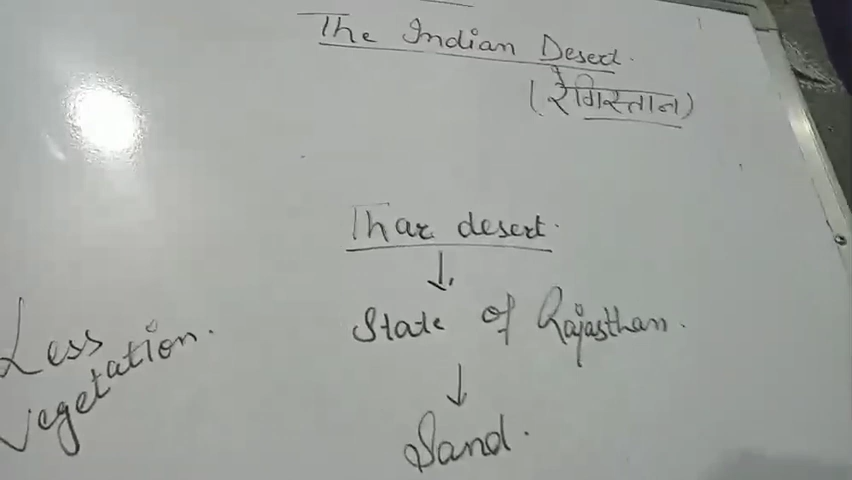 The Indian Desert.
(रेगिस्तान)
Thar desert.
State of Rajasthan.
Less
vegetation.
Sand.